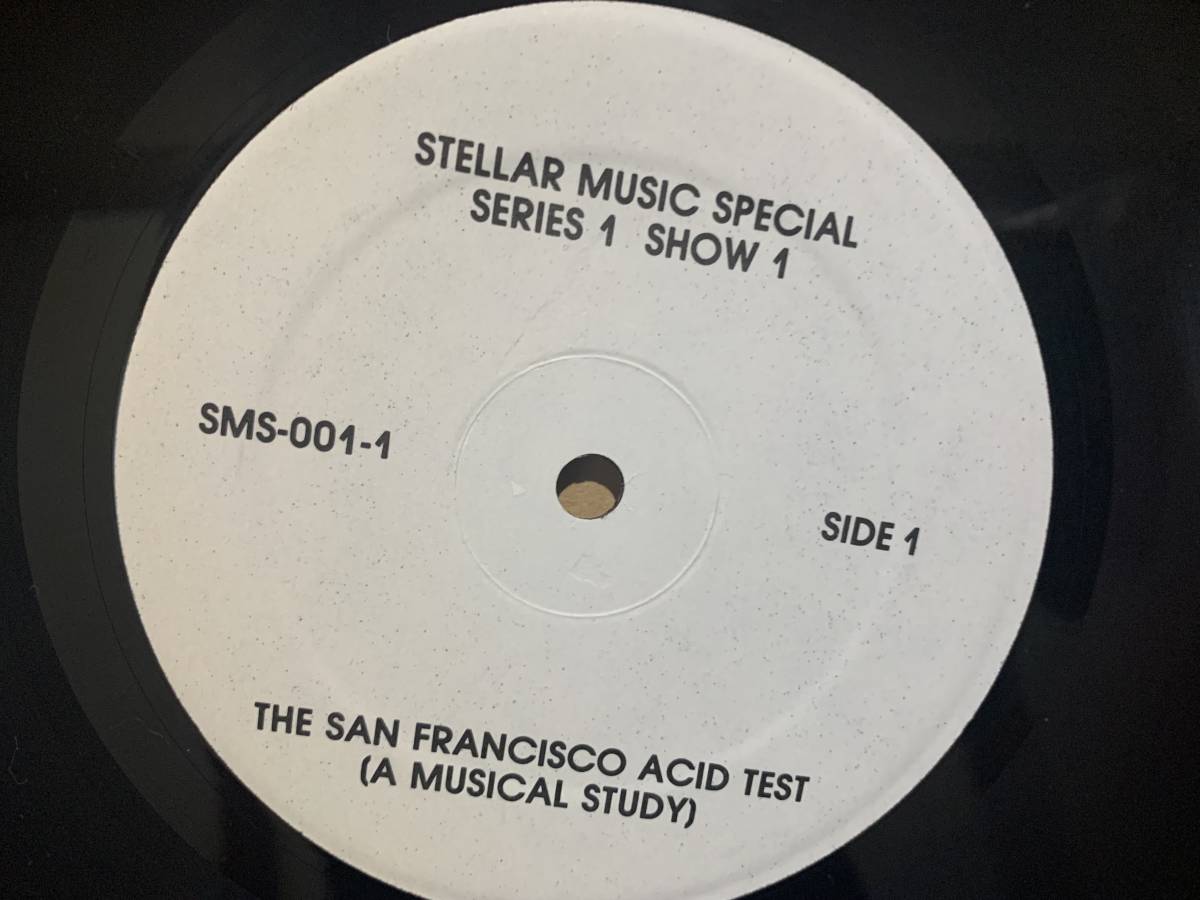 STELLAR MUSIC SPECIAL
SERIES 1 SHOW 1
SMS-001-1
SIDE 1
THE SAN FRANCISCO ACID TEST
(A MUSICAL STUDY)